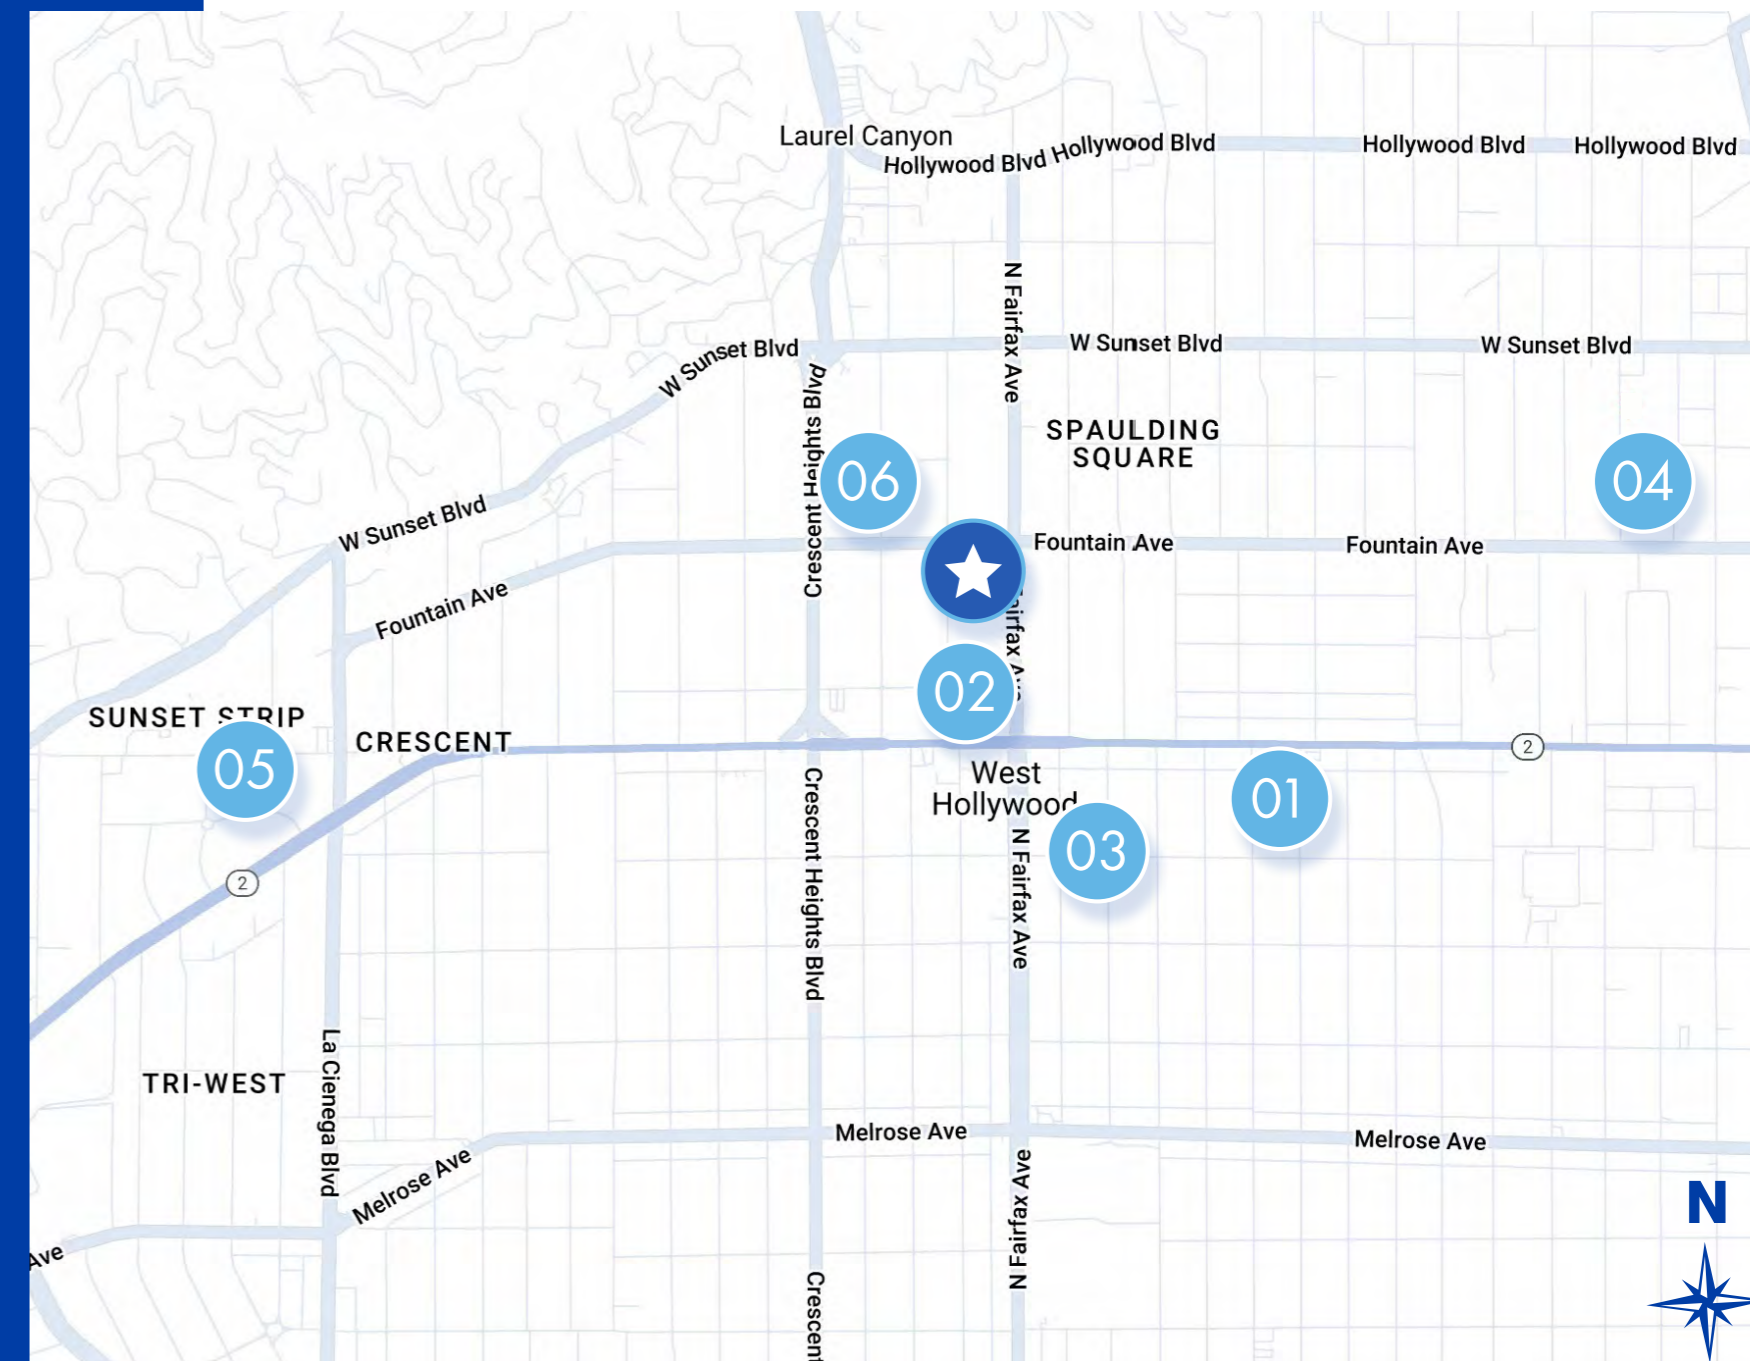 Laurel Canyon
Hollywood Blvd
Hollywood Blvd
Hollywood Blvd
Hollywood Blvd
N Fairfax Ave
W Sunset Blvd
W Sunset Blvd
W Sunset Blvd
W Sunset Blvd
Crescent Heights Blvd
SPAULDING
SQUARE
06
04
Fountain Ave
Fountain Ave
Fountain Ave
Fairfax Ave
02
SUNSET STRIP
CRESCENT
05
2
West
Hollywood
01
03
2
Crescent Heights Blvd
N Fairfax Ave
La Cienega Blvd
TRI-WEST
Melrose Ave
Melrose Ave
Melrose Ave
N Fairfax Ave
N
Ave
Crescent